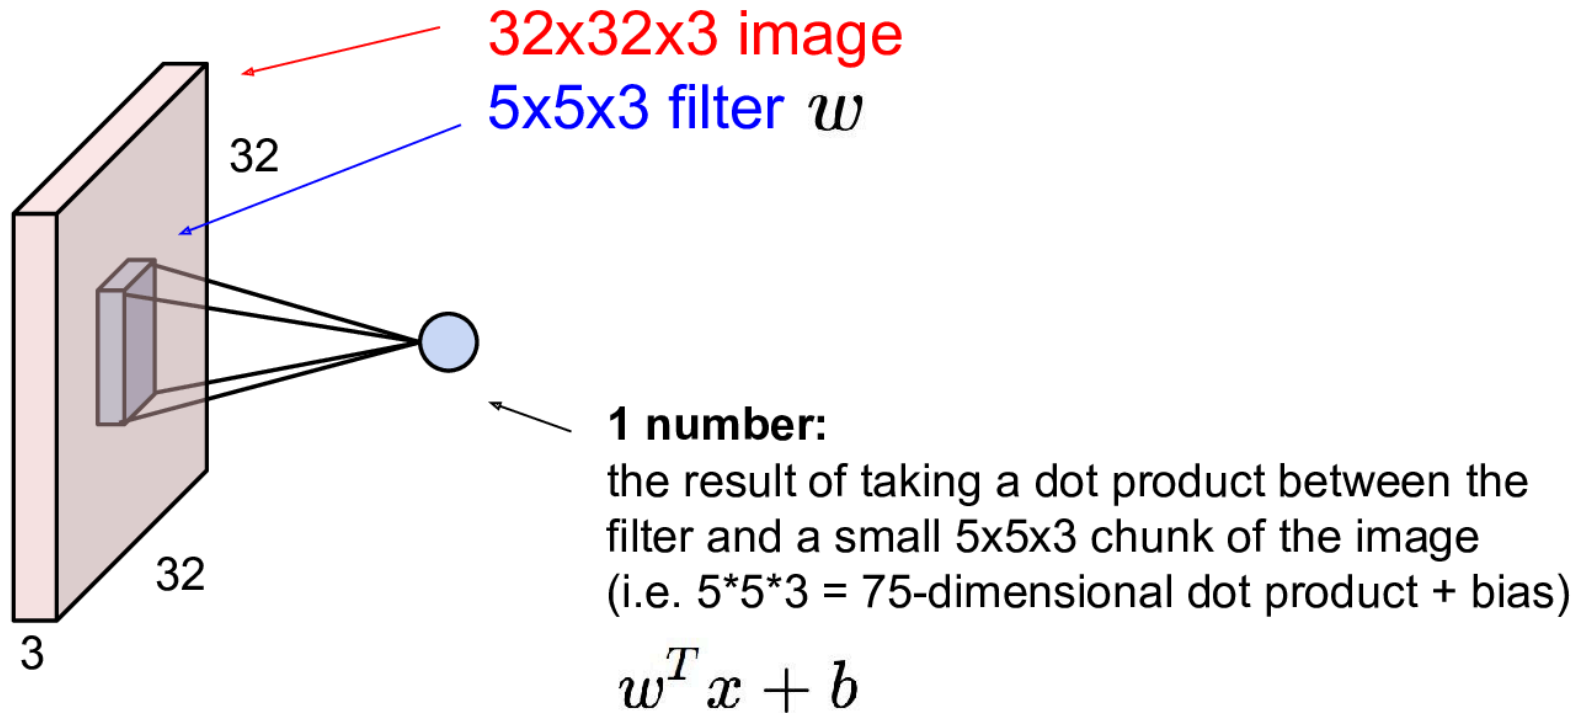 32x32x3 image
5x5x3 filter w
32
32
3
1 number:
the result of taking a dot product between the
filter and a small 5x5x3 chunk of the image
(i.e. 5*5*3 = 75-dimensional dot product + bias)
w^T x + b